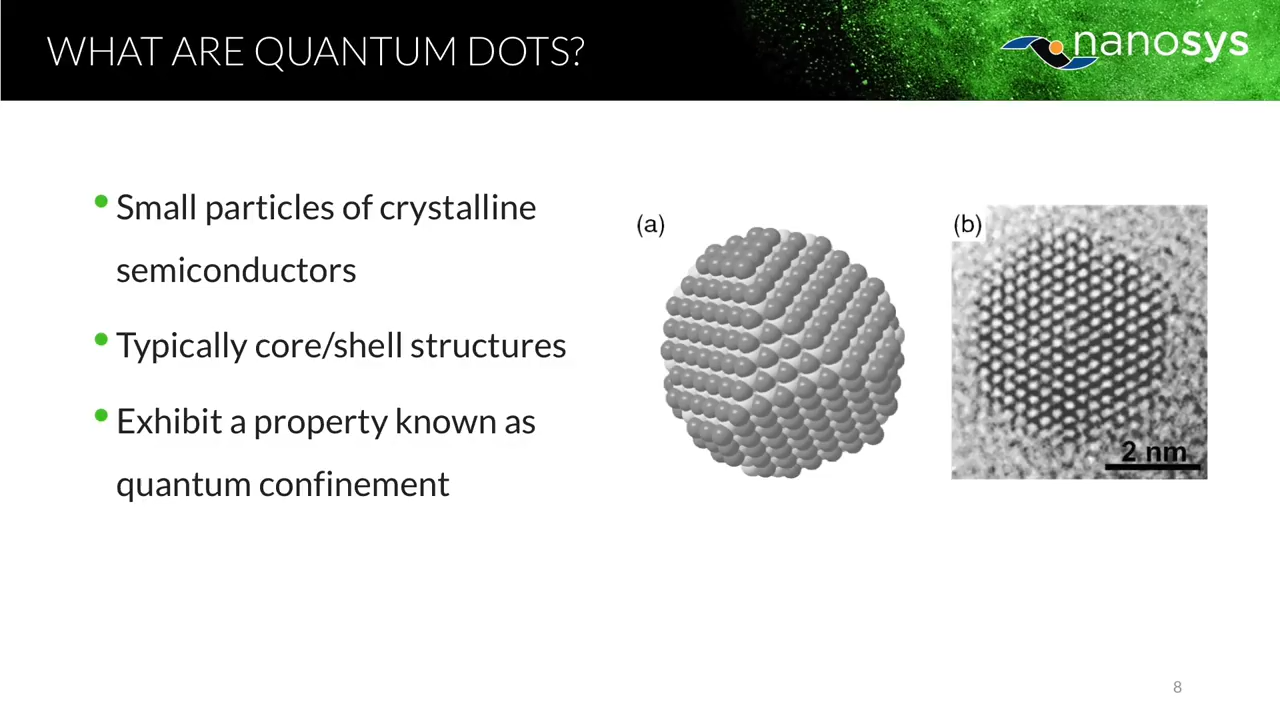 WHAT ARE QUANTUM DOTS?
nanosys
• Small particles of crystalline
semiconductors
• Typically core/shell structures
• Exhibit a property known as
quantum confinement
(a)
(b)
2 nm
8